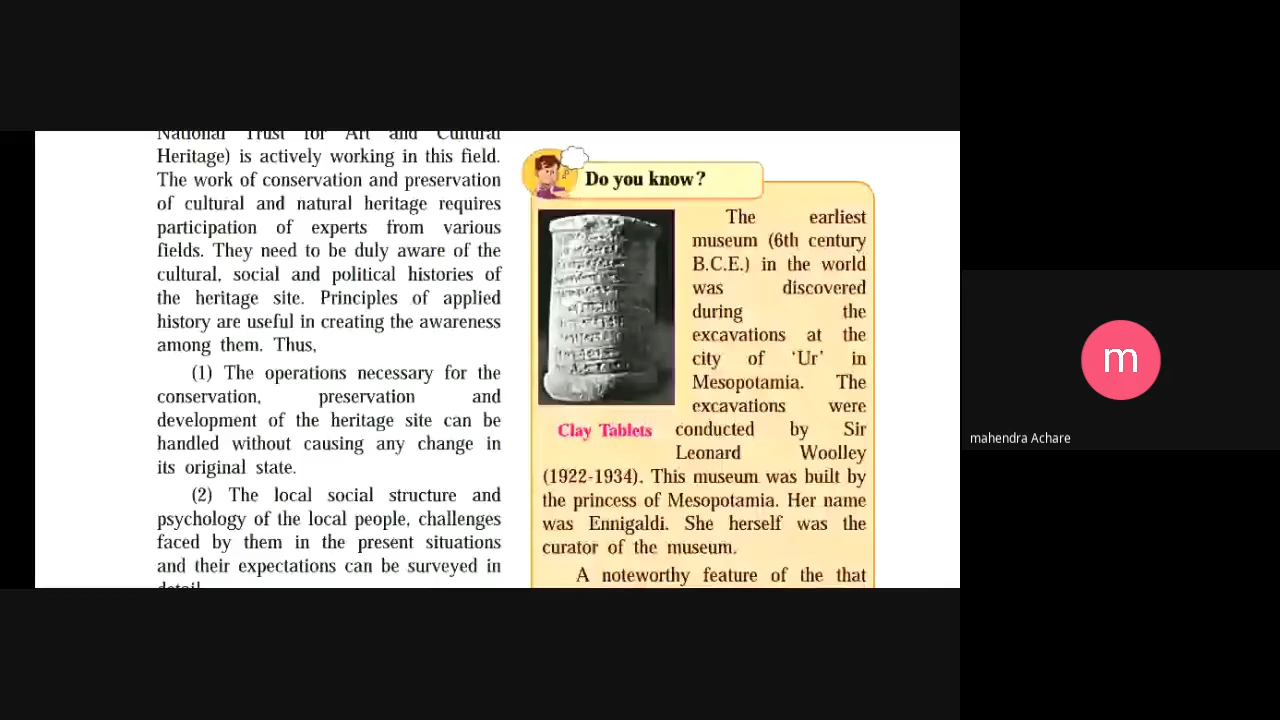 National Trust for Art and Cultural
Heritage) is actively working in this field.
The work of conservation and preservation
of cultural and natural heritage requires
participation of experts from various
fields. They need to be duly aware of the
cultural, social and political histories of
the heritage site. Principles of applied
history are useful in creating the awareness
among them. Thus,
(1) The operations necessary for the
conservation, preservation and
development of the heritage site can be
handled without causing any change in
its original state.
(2) The local social structure and
psychology of the local people, challenges
faced by them in the present situations
and their expectations can be surveyed in
detail
Do you know?
The earliest
museum (6th century
B.C.E.) in the world
was discovered
during the
excavations at the
city of ‘Ur’ in
Mesopotamia. The
excavations were
Clay Tablets
conducted by Sir
Leonard Woolley
(1922-1934). This museum was built by
the princess of Mesopotamia. Her name
was Ennigaldi. She herself was the
curator of the museum.
A noteworthy feature of the that
m
mahendra Achare